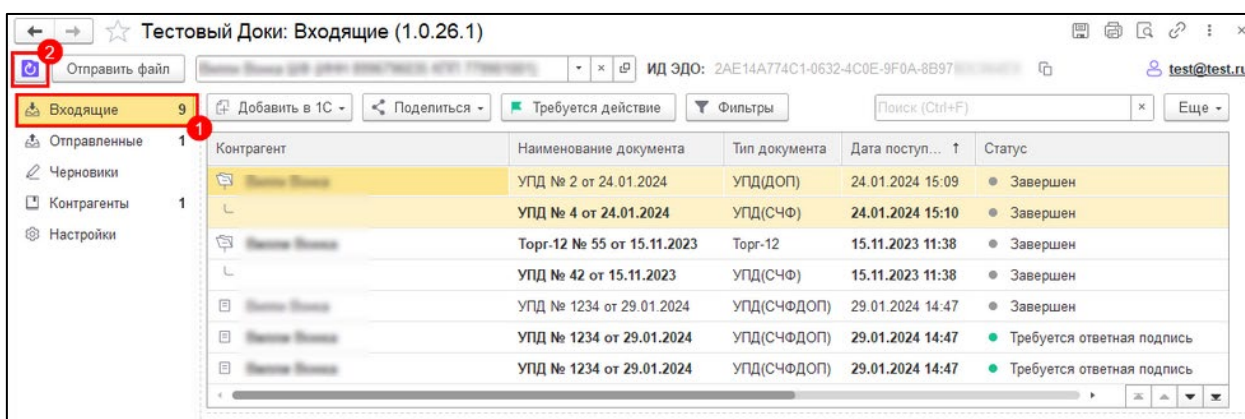 Тестовый Доки: Входящие (1.0.26.1)
2
Отправить файл
ИД ЭДО: 2AE14A774C1-0632-4C0E-9F0A-8B97
test@test.ru
Входящие 9
1
Добавить в 1С
Поделиться
Требуется действие
Фильтры
Поиск (Ctrl+F)
Еще
Отправленные 1
Черновики
Контрагенты 1
Настройки
Контрагент Наименование документа Тип документа Дата поступ... Статус
УПД № 2 от 24.01.2024 УПД(ДОП) 24.01.2024 15:09 Завершен
УПД № 4 от 24.01.2024 УПД(СЧФ) 24.01.2024 15:10 Завершен
Торг-12 № 55 от 15.11.2023 Торг-12 15.11.2023 11:38 Завершен
УПД № 42 от 15.11.2023 УПД(СЧФ) 15.11.2023 11:38 Завершен
УПД № 1234 от 29.01.2024 УПД(СЧФДОП) 29.01.2024 14:47 Завершен
УПД № 1234 от 29.01.2024 УПД(СЧФДОП) 29.01.2024 14:47 Требуется ответная подпись
УПД № 1234 от 29.01.2024 УПД(СЧФДОП) 29.01.2024 14:47 Требуется ответная подпись